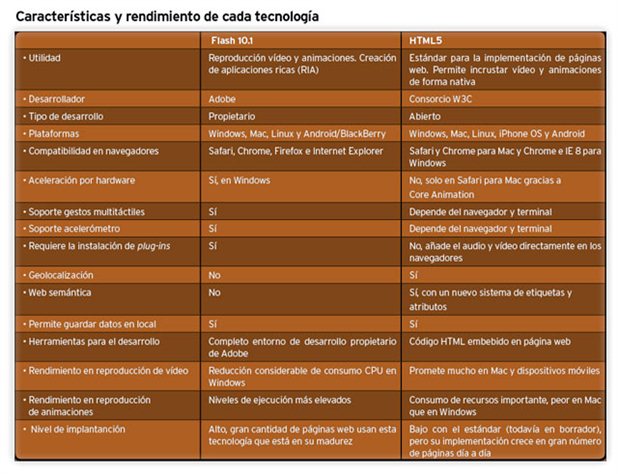 Características y rendimiento de cada tecnología
Flash 10.1 HTML5
• Utilidad Reproducción vídeo y animaciones. Creación de aplicaciones ricas (RIA) Estándar para la implementación de páginas web. Permite incrustar vídeo y animaciones de forma nativa
• Desarrollador Adobe Consorcio W3C
• Tipo de desarrollo Propietario Abierto
• Plataformas Windows, Mac, Linux y Android/BlackBerry Windows, Mac, Linux, iPhone OS y Android
• Compatibilidad en navegadores Safari, Chrome, Firefox e Internet Explorer Safari y Chrome para Mac y Chrome e IE 8 para Windows
• Aceleración por hardware Sí, en Windows No, solo en Safari para Mac gracias a Core Animation
• Soporte gestos multitáctiles Sí Depende del navegador y terminal
• Soporte acelerómetro Sí Depende del navegador y terminal
• Requiere la instalación de plug-ins Sí No, añade el audio y vídeo directamente en los navegadores
• Geolocalización No Sí
• Web semántica No Sí, con un nuevo sistema de etiquetas y atributos
• Permite guardar datos en local Sí Sí
• Herramientas para el desarrollo Completo entorno de desarrollo propietario de Adobe Código HTML embebido en página web
• Rendimiento en reproducción de vídeo Reducción considerable de consumo CPU en Windows Promete mucho en Mac y dispositivos móviles
• Rendimiento en reproducción de animaciones Niveles de ejecución más elevados Consumo de recursos importante, peor en Mac que en Windows
• Nivel de implantanción Alto, gran cantidad de páginas web usan esta tecnología que está en su madurez Bajo con el estándar (todavía en borrador), pero su implementación crece en gran número de páginas día a día